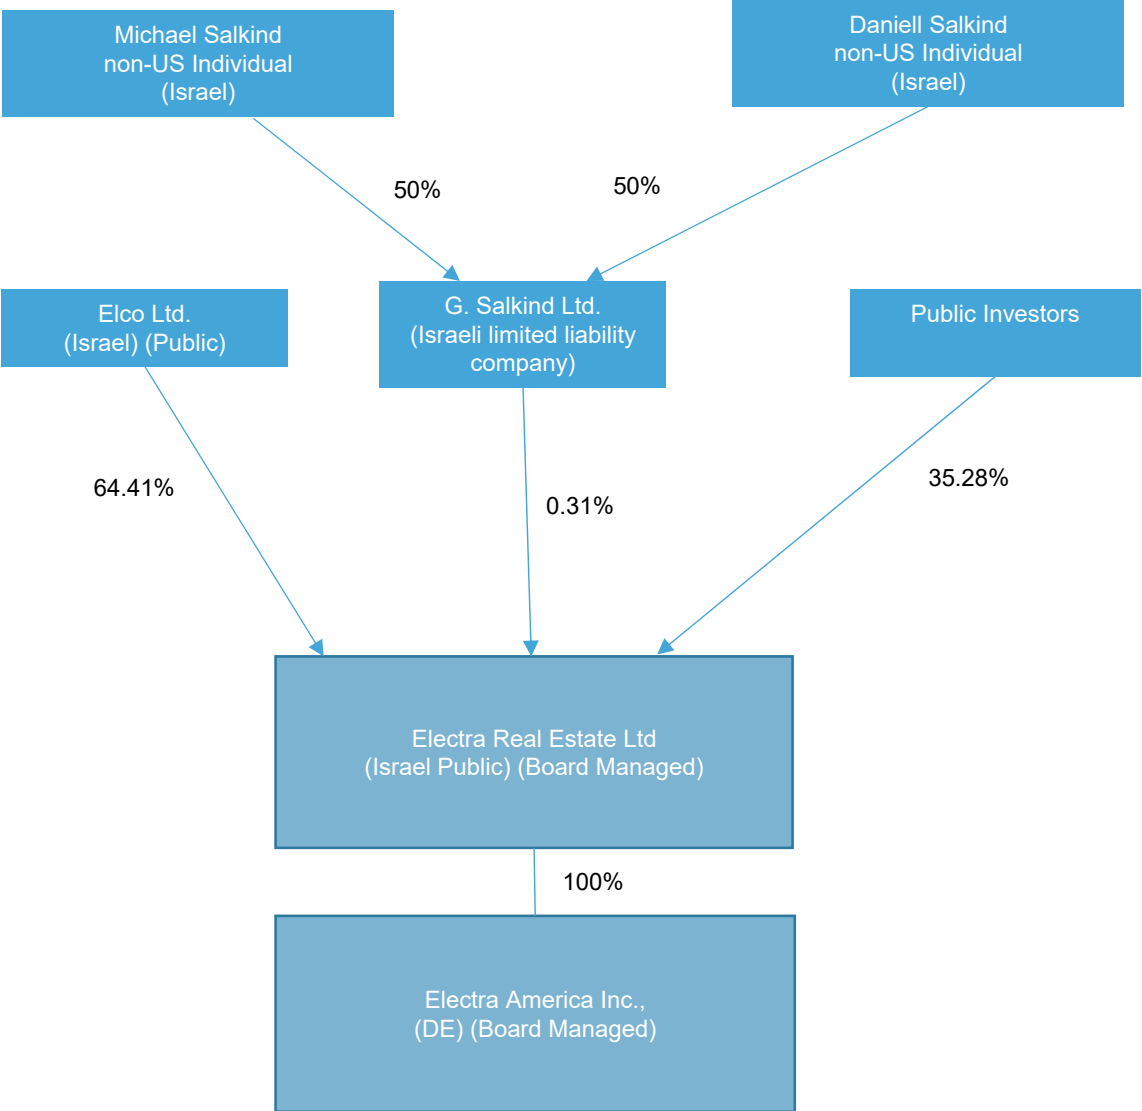 Michael Salkind
non-US Individual
(Israel)
Daniell Salkind
non-US Individual
(Israel)
50%
50%
Elco Ltd.
(Israel) (Public)
G. Salkind Ltd.
(Israeli limited liability
company)
Public Investors
64.41%
0.31%
35.28%
Electra Real Estate Ltd
(Israel Public) (Board Managed)
100%
Electra America Inc.,
(DE) (Board Managed)